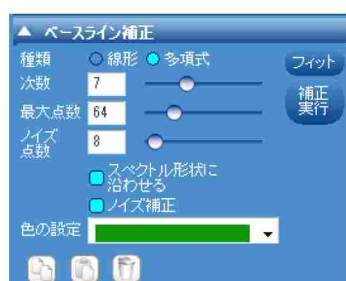 ベースライン補正
種類 線形 多項式 フィット
次数 7
補正
実行
最大点数 64
ノイズ
点数 8
スペクトル形状に
沿わせる
ノイズ補正
色の設定